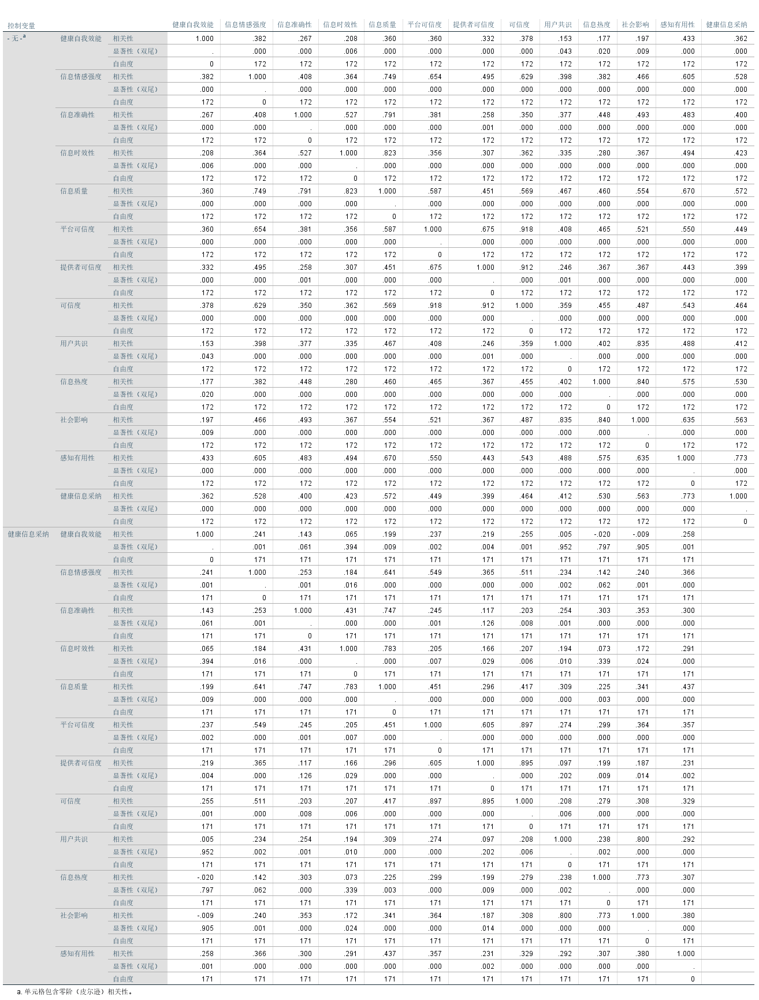 控制变量 健康自我效能 信息情感强度 信息准确性 信息时效性 信息质量 平台可信度 提供者可信度 可信度 用户共识 信息热度 社会影响 感知有用性 健康信息采纳
- 无 -a 健康自我效能 相关性 1.000 .382 .267 .208 .360 .360 .332 .378 .153 .177 .197 .433 .362
显著性（双尾） . .000 .000 .006 .000 .000 .000 .000 .043 .020 .009 .000 .000
自由度 0 172 172 172 172 172 172 172 172 172 172 172 172
信息情感强度 相关性 .382 1.000 .408 .364 .749 .654 .495 .629 .398 .382 .466 .605 .528
显著性（双尾） .000 . .000 .000 .000 .000 .000 .000 .000 .000 .000 .000 .000
自由度 172 0 172 172 172 172 172 172 172 172 172 172 172
信息准确性 相关性 .267 .408 1.000 .527 .791 .381 .258 .350 .377 .448 .493 .483 .400
显著性（双尾） .000 .000 . .000 .000 .000 .001 .000 .000 .000 .000 .000 .000
自由度 172 172 0 172 172 172 172 172 172 172 172 172 172
信息时效性 相关性 .208 .364 .527 1.000 .823 .356 .307 .362 .335 .280 .367 .494 .423
显著性（双尾） .006 .000 .000 . .000 .000 .000 .000 .000 .000 .000 .000 .000
自由度 172 172 172 0 172 172 172 172 172 172 172 172 172
信息质量 相关性 .360 .749 .791 .823 1.000 .587 .451 .569 .467 .460 .554 .670 .572
显著性（双尾） .000 .000 .000 .000 . .000 .000 .000 .000 .000 .000 .000 .000
自由度 172 172 172 172 0 172 172 172 172 172 172 172 172
平台可信度 相关性 .360 .654 .381 .356 .587 1.000 .675 .918 .408 .465 .521 .550 .449
显著性（双尾） .000 .000 .000 .000 .000 . .000 .000 .000 .000 .000 .000 .000
自由度 172 172 172 172 172 0 172 172 172 172 172 172 172
提供者可信度 相关性 .332 .495 .258 .307 .451 .675 1.000 .912 .246 .367 .367 .443 .399
显著性（双尾） .000 .000 .001 .000 .000 .000 . .000 .001 .000 .000 .000 .000
自由度 172 172 172 172 172 172 0 172 172 172 172 172 172
可信度 相关性 .378 .629 .350 .362 .569 .918 .912 1.000 .359 .455 .487 .543 .464
显著性（双尾） .000 .000 .000 .000 .000 .000 .000 . .000 .000 .000 .000 .000
自由度 172 172 172 172 172 172 172 0 172 172 172 172 172
用户共识 相关性 .153 .398 .377 .335 .467 .408 .246 .359 1.000 .402 .835 .488 .412
显著性（双尾） .043 .000 .000 .000 .000 .000 .001 .000 . .000 .000 .000 .000
自由度 172 172 172 172 172 172 172 172 0 172 172 172 172
信息热度 相关性 .177 .382 .448 .280 .460 .465 .367 .455 .402 1.000 .840 .575 .530
显著性（双尾） .020 .000 .000 .000 .000 .000 .000 .000 .000 . .000 .000 .000
自由度 172 172 172 172 172 172 172 172 172 0 172 172 172
社会影响 相关性 .197 .466 .493 .367 .554 .521 .367 .487 .835 .840 1.000 .635 .563
显著性（双尾） .009 .000 .000 .000 .000 .000 .000 .000 .000 .000 . .000 .000
自由度 172 172 172 172 172 172 172 172 172 172 0 172 172
感知有用性 相关性 .433 .605 .483 .494 .670 .550 .443 .543 .488 .575 .635 1.000 .773
显著性（双尾） .000 .000 .000 .000 .000 .000 .000 .000 .000 .000 .000 . .000
自由度 172 172 172 172 172 172 172 172 172 172 172 0 172
健康信息采纳 相关性 .362 .528 .400 .423 .572 .449 .399 .464 .412 .530 .563 .773 1.000
显著性（双尾） .000 .000 .000 .000 .000 .000 .000 .000 .000 .000 .000 .000 .
自由度 172 172 172 172 172 172 172 172 172 172 172 172 0
健康信息采纳 健康自我效能 相关性 1.000 .241 .143 .065 .199 .237 .219 .255 .005 -.020 -.009 .258
显著性（双尾） . .001 .061 .394 .009 .002 .004 .001 .952 .797 .905 .001
自由度 0 171 171 171 171 171 171 171 171 171 171 171
信息情感强度 相关性 .241 1.000 .253 .184 .641 .549 .365 .511 .234 .142 .240 .366
显著性（双尾） .001 . .001 .016 .000 .000 .000 .000 .002 .062 .001 .000
自由度 171 0 171 171 171 171 171 171 171 171 171 171
信息准确性 相关性 .143 .253 1.000 .431 .747 .245 .117 .203 .254 .303 .353 .300
显著性（双尾） .061 .001 . .000 .000 .001 .126 .008 .001 .000 .000 .000
自由度 171 171 0 171 171 171 171 171 171 171 171 171
信息时效性 相关性 .065 .184 .431 1.000 .783 .205 .166 .207 .194 .073 .172 .291
显著性（双尾） .394 .016 .000 . .000 .007 .029 .006 .010 .339 .024 .000
自由度 171 171 171 0 171 171 171 171 171 171 171 171
信息质量 相关性 .199 .641 .747 .783 1.000 .451 .296 .417 .309 .225 .341 .437
显著性（双尾） .009 .000 .000 .000 . .000 .000 .000 .000 .003 .000 .000
自由度 171 171 171 171 0 171 171 171 171 171 171 171
平台可信度 相关性 .237 .549 .245 .205 .451 1.000 .605 .897 .274 .299 .364 .357
显著性（双尾） .002 .000 .001 .007 .000 . .000 .000 .000 .000 .000 .000
自由度 171 171 171 171 171 0 171 171 171 171 171 171
提供者可信度 相关性 .219 .365 .117 .166 .296 .605 1.000 .895 .097 .199 .187 .231
显著性（双尾） .004 .000 .126 .029 .000 .000 . .000 .202 .009 .014 .002
自由度 171 171 171 171 171 171 0 171 171 171 171 171
可信度 相关性 .255 .511 .203 .207 .417 .897 .895 1.000 .208 .279 .308 .329
显著性（双尾） .001 .000 .008 .006 .000 .000 .000 . .006 .000 .000 .000
自由度 171 171 171 171 171 171 171 0 171 171 171 171
用户共识 相关性 .005 .234 .254 .194 .309 .274 .097 .208 1.000 .238 .800 .292
显著性（双尾） .952 .002 .001 .010 .000 .000 .202 .006 . .002 .000 .000
自由度 171 171 171 171 171 171 171 171 0 171 171 171
信息热度 相关性 -.020 .142 .303 .073 .225 .299 .199 .279 .238 1.000 .773 .307
显著性（双尾） .797 .062 .000 .339 .003 .000 .009 .000 .002 . .000 .000
自由度 171 171 171 171 171 171 171 171 171 0 171 171
社会影响 相关性 -.009 .240 .353 .172 .341 .364 .187 .308 .800 .773 1.000 .380
显著性（双尾） .905 .001 .000 .024 .000 .000 .014 .000 .000 .000 . .000
自由度 171 171 171 171 171 171 171 171 171 171 0 171
感知有用性 相关性 .258 .366 .300 .291 .437 .357 .231 .329 .292 .307 .380 1.000
显著性（双尾） .001 .000 .000 .000 .000 .000 .002 .000 .000 .000 .000 .
自由度 171 171 171 171 171 171 171 171 171 171 171 0
a. 单元格包含零阶（皮尔逊）相关性。